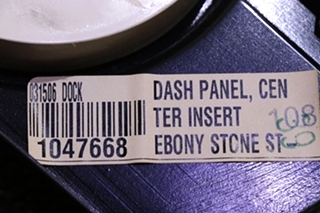 031506 DOCK
1047668
DASH PANEL, CEN
TER INSERT
EBONY STONE ST